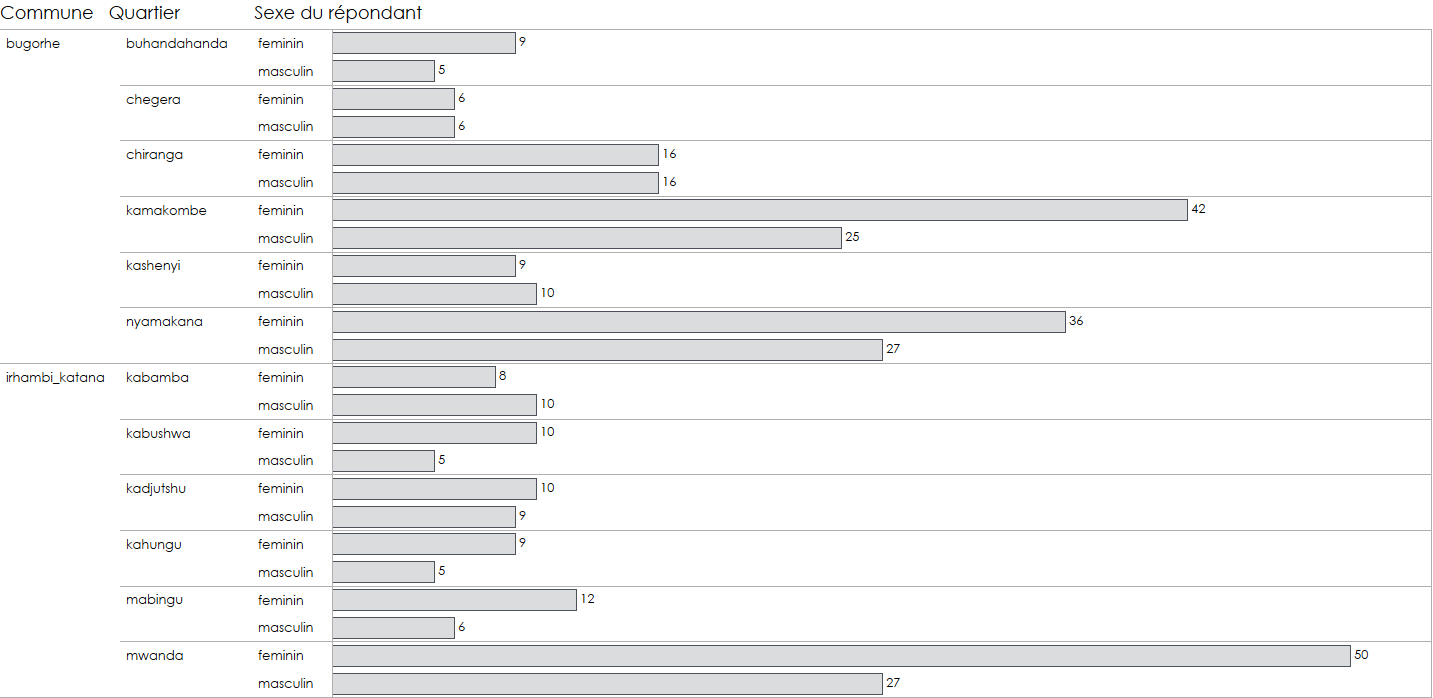 Commune Quartier Sexe du répondant
bugorhe buhandahanda feminin 9
masculin 5
chegera feminin 6
masculin 6
chiranga feminin 16
masculin 16
kamakombe feminin 42
masculin 25
kashenyi feminin 9
masculin 10
nyamakana feminin 36
masculin 27
irhambi_katana kabamba feminin 8
masculin 10
kabushwa feminin 10
masculin 5
kadjutshu feminin 10
masculin 9
kahungu feminin 9
masculin 5
mabingu feminin 12
masculin 6
mwanda feminin 50
masculin 27